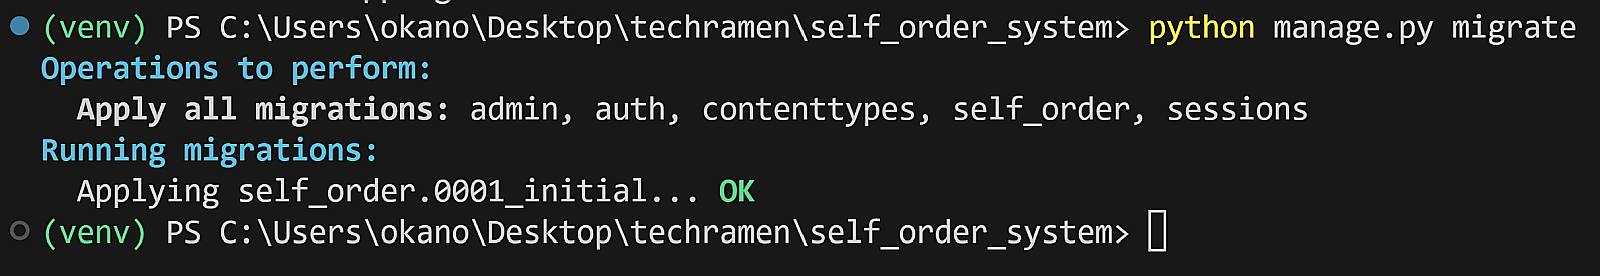 (venv) PS C:\Users\okano\Desktop\techramen\self_order_system> python manage.py migrate
Operations to perform:
  Apply all migrations: admin, auth, contenttypes, self_order, sessions
Running migrations:
  Applying self_order.0001_initial... OK
(venv) PS C:\Users\okano\Desktop\techramen\self_order_system>